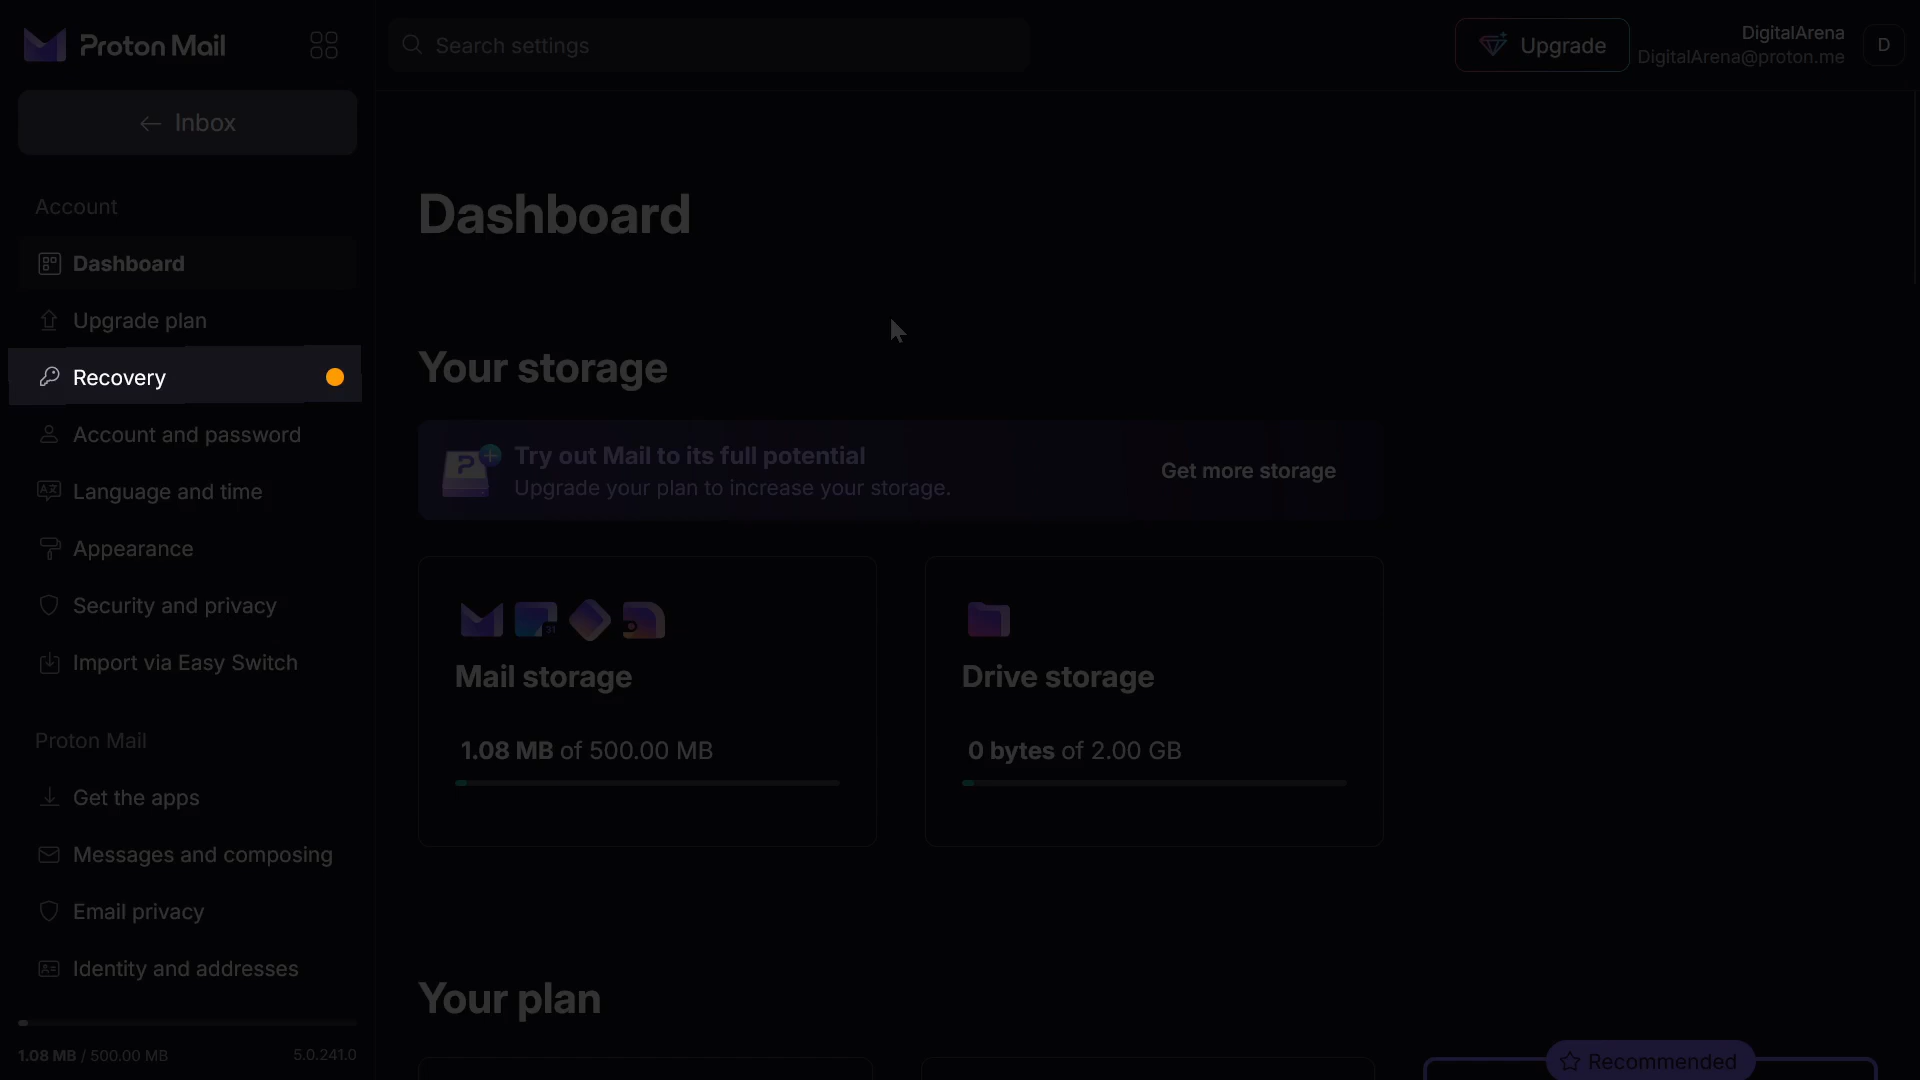 Proton Mail
Search settings
Upgrade
DigitalArena
DigitalArena@proton.me
D
← Inbox
Account
Dashboard
Upgrade plan
Recovery
Account and password
Language and time
Appearance
Security and privacy
Import via Easy Switch
Proton Mail
Get the apps
Messages and composing
Email privacy
Identity and addresses
1.08 MB / 500.00 MB
5.0.241.0
Dashboard
Your storage
Try out Mail to its full potential
Upgrade your plan to increase your storage.
Get more storage
31
Mail storage
1.08 MB of 500.00 MB
Drive storage
0 bytes of 2.00 GB
Your plan
Recommended